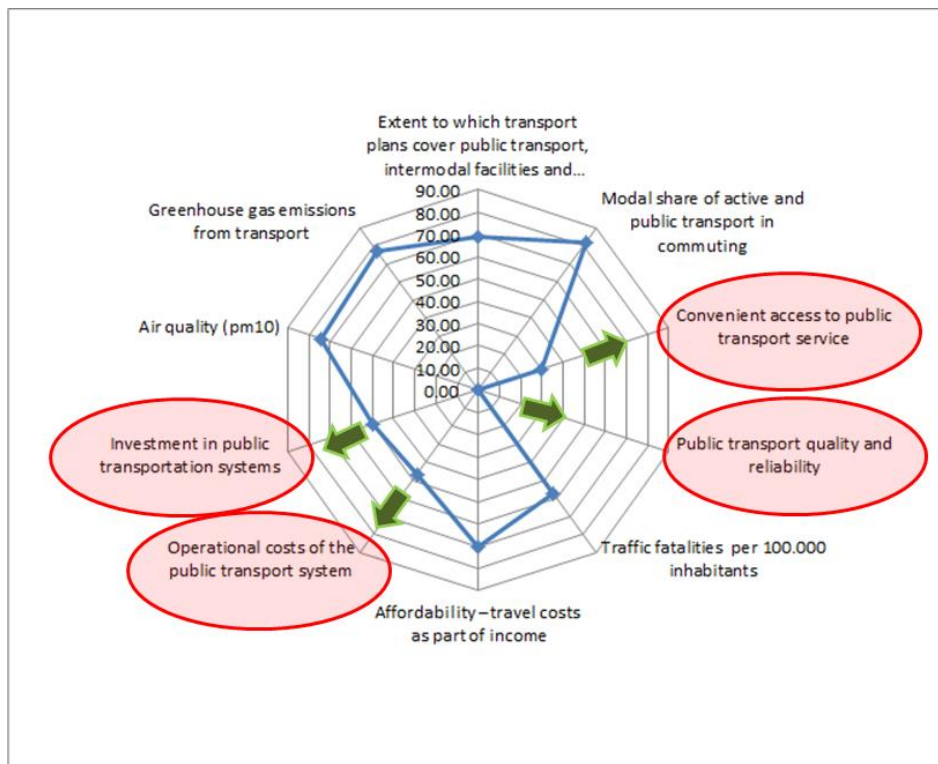 Extent to which transport
plans cover public transport,
intermodal facilities and...
90.00
80.00
70.00
60.00
50.00
40.00
30.00
20.00
10.00
0.00
Modal share of active and
public transport in
commuting
Convenient access to public
transport service
Public transport quality and
reliability
Traffic fatalities per 100.000
inhabitants
Affordability – travel costs
as part of income
Operational costs of the
public transport system
Investment in public
transportation systems
Air quality (pm10)
Greenhouse gas emissions
from transport